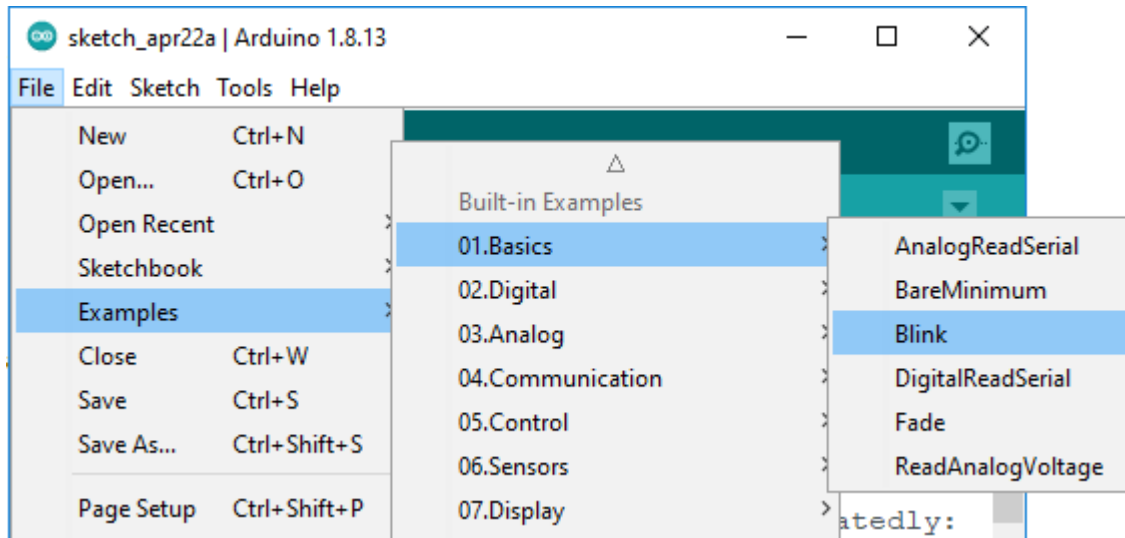 sketch_apr22a | Arduino 1.8.13
File Edit Sketch Tools Help
New Ctrl+N
Open... Ctrl+O
Open Recent
Sketchbook
Examples
Close Ctrl+W
Save Ctrl+S
Save As... Ctrl+Shift+S
Page Setup Ctrl+Shift+P
Built-in Examples
01.Basics
02.Digital
03.Analog
04.Communication
05.Control
06.Sensors
07.Display
AnalogReadSerial
BareMinimum
Blink
DigitalReadSerial
Fade
ReadAnalogVoltage
atedly: